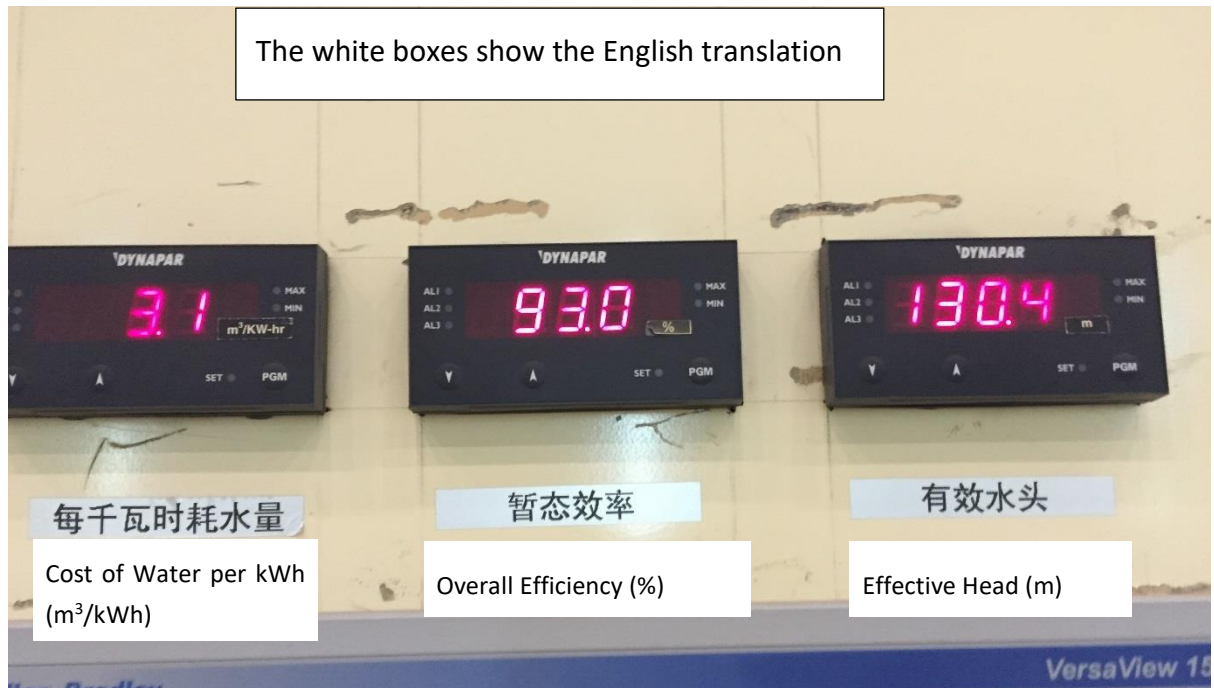 The white boxes show the English translation
DYNAPAR
3.1
MAX
MIN
m³/KW-hr
SET
PGM
每千瓦时耗水量
Cost of Water per kWh
(m³/kWh)
DYNAPAR
AL1
AL2
AL3
93.0
MAX
MIN
%
SET
PGM
暂态效率
Overall Efficiency (%)
DYNAPAR
AL1
AL2
AL3
130.4
MAX
MIN
m
SET
PGM
有效水头
Effective Head (m)
VersaView 15